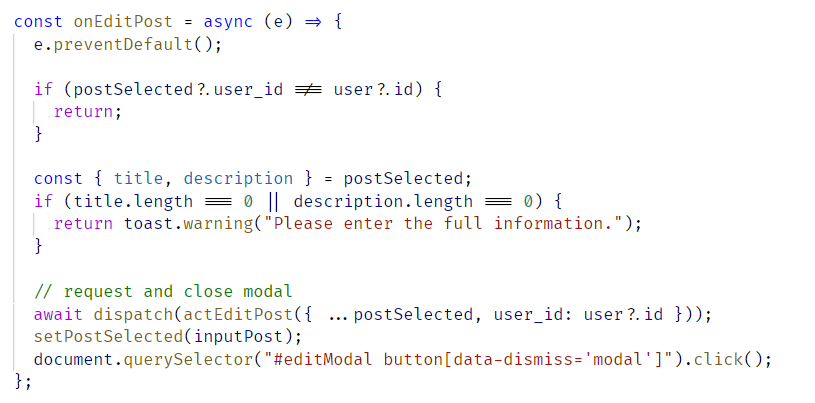 const onEditPost = async (e) => {
  e.preventDefault();

  if (postSelected?.user_id !== user?.id) {
    return;
  }

  const { title, description } = postSelected;
  if (title.length === 0 || description.length === 0) {
    return toast.warning("Please enter the full information.");
  }

  // request and close modal
  await dispatch(actEditPost({ ...postSelected, user_id: user?.id }));
  setPostSelected(inputPost);
  document.querySelector("#editModal button[data-dismiss='modal']").click();
};